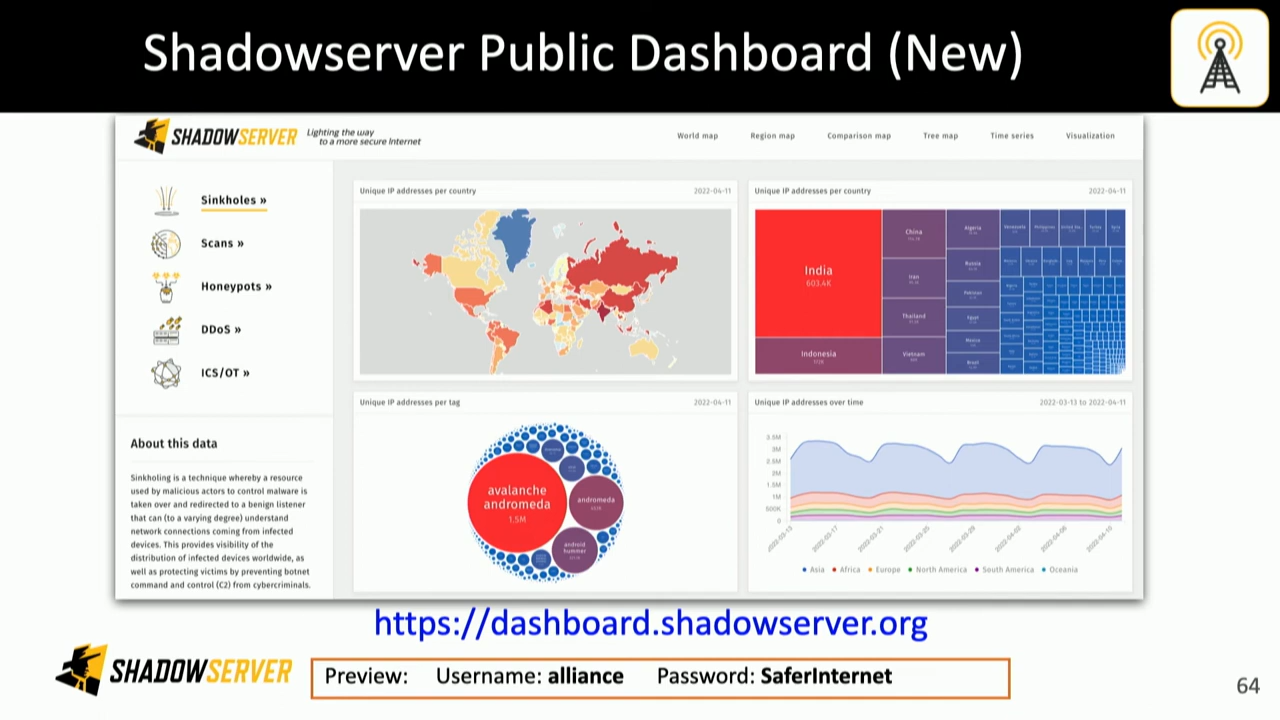 Shadowserver Public Dashboard (New)
SHADOWSERVER
Lighting the way
to a more secure Internet
World map
Region map
Comparison map
Tree map
Time series
Visualization
Sinkholes »
Scans »
Honeypots »
DDoS »
ICS/OT »
About this data
Sinkholing is a technique whereby a resource
used by malicious actors to control malware is
taken over and redirected to a benign listener
that can (to a varying degree) understand
network connections coming from infected
devices. This provides visibility of the
distribution of infected devices worldwide, as
well as protecting victims by preventing botnet
command and control (C2) from cybercriminals.
Unique IP addresses per country
2022-04-11
Unique IP addresses per country
2022-04-11
India
603.4K
Indonesia
China
Iran
Thailand
Vietnam
Algeria
Russia
Pakistan
Egypt
Mexico
Brazil
Venezuela
Philippines
Turkey
Unique IP addresses per tag
2022-04-11
avalanche
andromeda
1.5M
andromeda
android
hummer
Unique IP addresses over time
2022-03-13 to 2022-04-11
3.5M
3M
2.5M
2M
1.5M
1M
500K
0
2022-03-13
2022-03-17
2022-03-21
2022-03-25
2022-03-29
2022-04-02
2022-04-06
2022-04-10
Asia
Africa
Europe
North America
South America
Oceania
https://dashboard.shadowserver.org
SHADOWSERVER
Preview: Username: alliance Password: SaferInternet
64